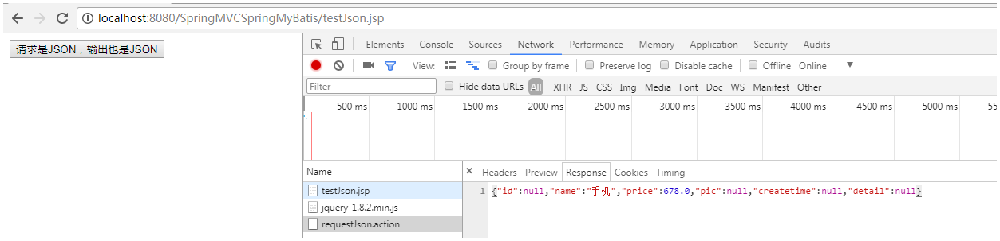 localhost:8080/SpringMVCSpringMyBatis/testJson.jsp
请求是JSON，输出也是JSON
Elements Console Sources Network Performance Memory Application Security Audits
View: Group by frame Preserve log Disable cache Offline Online
Filter Hide data URLs All XHR JS CSS Img Media Font Doc WS Manifest Other
500 ms 1000 ms 1500 ms 2000 ms 2500 ms 3000 ms 3500 ms 4000 ms 4500 ms 5000 ms 55
Name × Headers Preview Response Cookies Timing
testJson.jsp 1 {"id":null,"name":"手机","price":678.0,"pic":null,"createtime":null,"detail":null}
jquery-1.8.2.min.js
requestJson.action